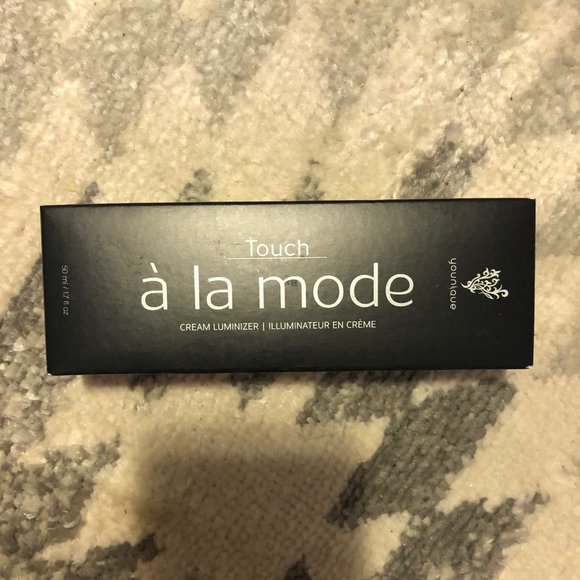 Touch
à la mode
CREAM LUMINIZER | ILLUMINATEUR EN CRÈME
50 ml / 1.7 fl oz
younique